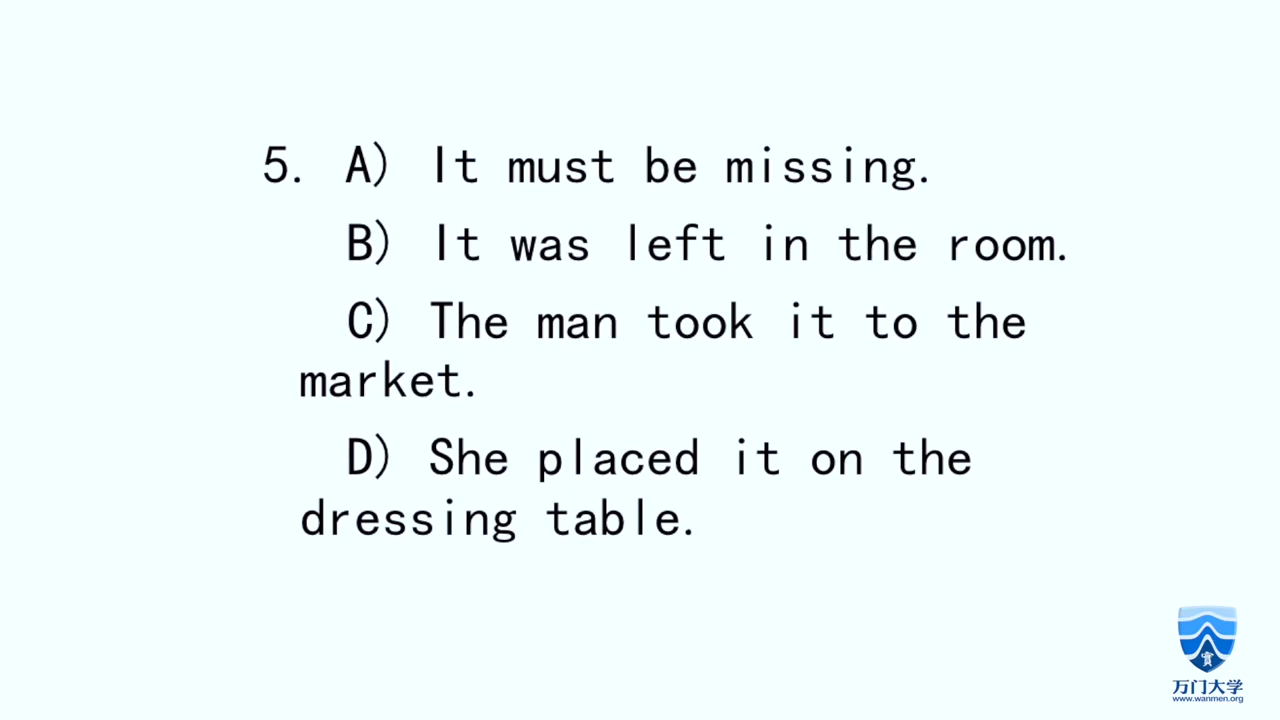 5. A) It must be missing.
B) It was left in the room.
C) The man took it to the
market.
D) She placed it on the
dressing table.
万门大学
www.wanmen.org